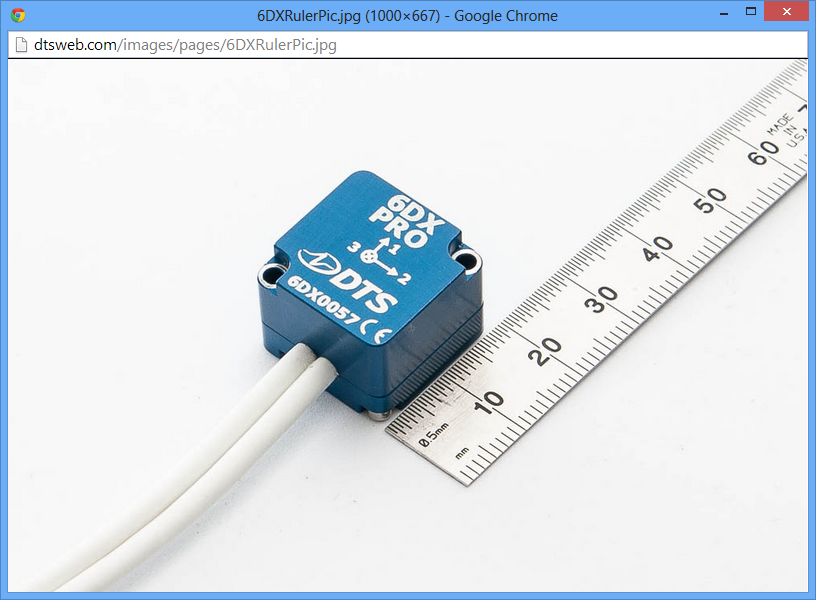 6DXRulerPic.jpg (1000×667) - Google Chrome
dtsweb.com/images/pages/6DXRulerPic.jpg
6DX
PRO
3 1
2
DTS
6DX0057 CE
10 20 30 40 50 60 7
0.5mm
mm
MADE
IN
U.S.A